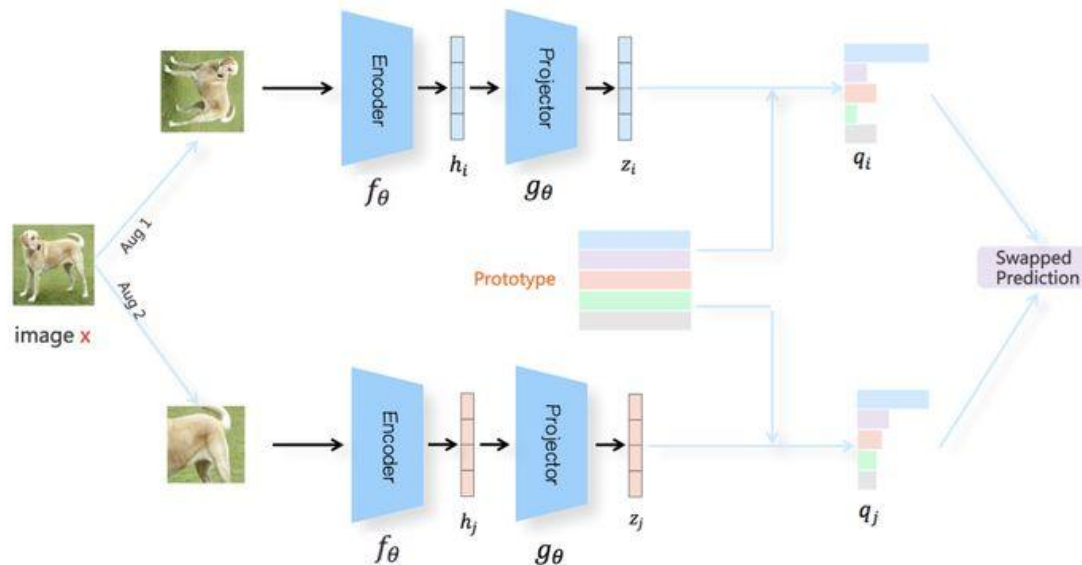 Encoder
Projector
h_i
z_i
f_θ
g_θ
q_i
Aug 1
Swapped
Prediction
Prototype
Aug 2
image x
Encoder
Projector
h_j
z_j
q_j
f_θ
g_θ